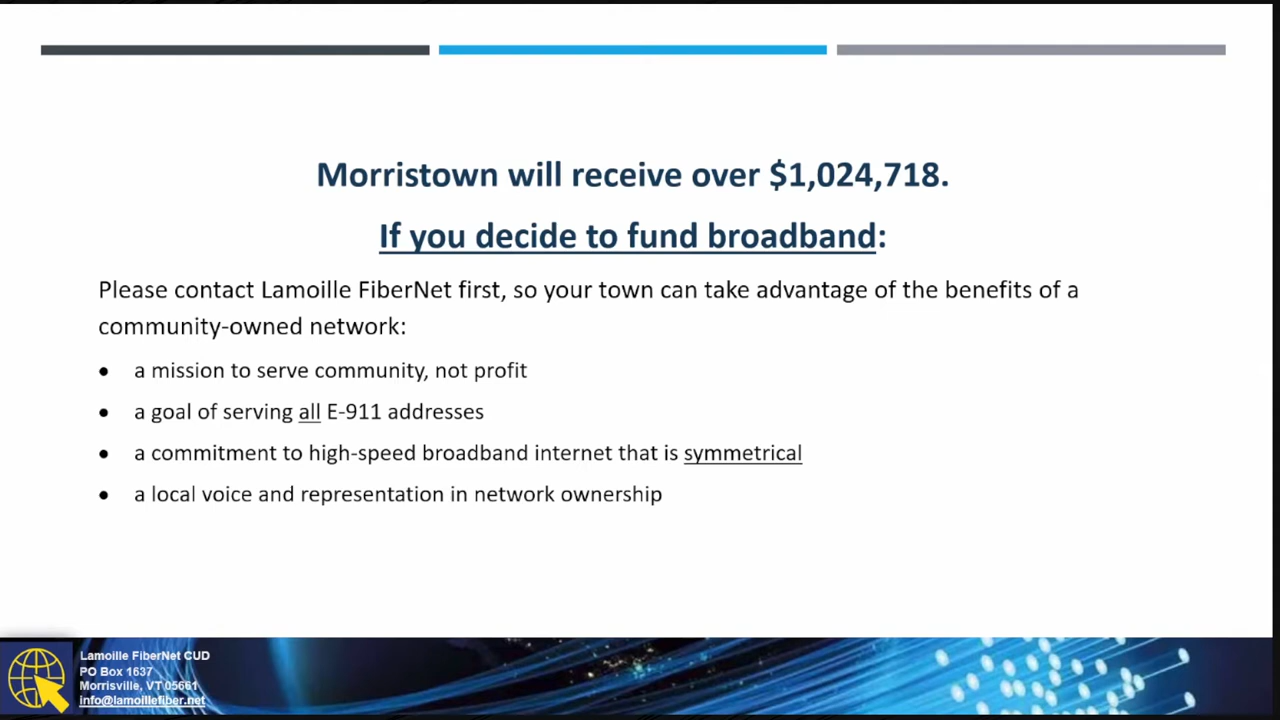 Morristown will receive over $1,024,718.
If you decide to fund broadband:
Please contact Lamoille FiberNet first, so your town can take advantage of the benefits of a
community-owned network:
• a mission to serve community, not profit
• a goal of serving all E-911 addresses
• a commitment to high-speed broadband internet that is symmetrical
• a local voice and representation in network ownership
Lamoille FiberNet CUD
PO Box 1637
Morrisville, VT 05661
info@lamoillefiber.net